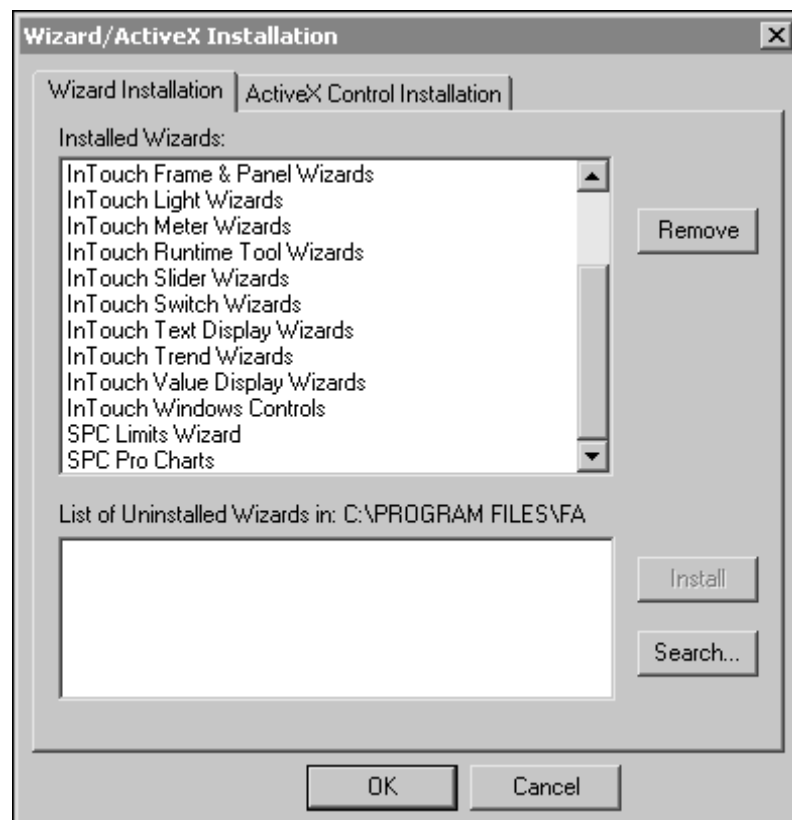 Wizard/ActiveX Installation
Wizard Installation
ActiveX Control Installation
Installed Wizards:
InTouch Frame & Panel Wizards
InTouch Light Wizards
InTouch Meter Wizards
InTouch Runtime Tool Wizards
InTouch Slider Wizards
InTouch Switch Wizards
InTouch Text Display Wizards
InTouch Trend Wizards
InTouch Value Display Wizards
InTouch Windows Controls
SPC Limits Wizard
SPC Pro Charts
Remove
List of Uninstalled Wizards in: C:\PROGRAM FILES\FA
Install
Search...
OK
Cancel